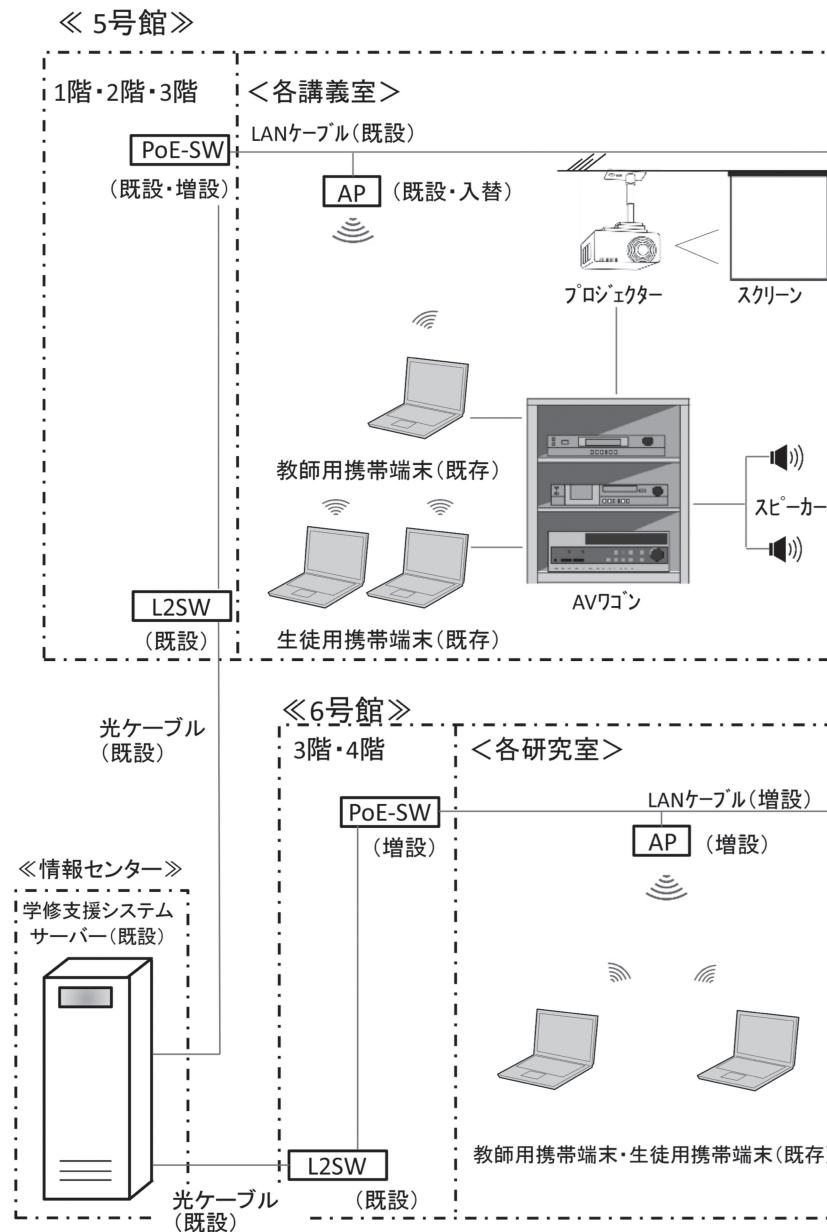 ≪ 5号館≫
1階・2階・3階
＜各講義室＞
LANケーブル（既設）
PoE-SW
（既設・増設）
AP
（既設・入替）
プロジェクター
スクリーン
教師用携帯端末（既存）
スピーカー
AVワゴン
L2SW
（既設）
生徒用携帯端末（既存）
光ケーブル
（既設）
≪6号館≫
3階・4階
＜各研究室＞
LANケーブル（増設）
PoE-SW
（増設）
AP
（増設）
≪情報センター≫
学修支援システム
サーバー（既設）
教師用携帯端末・生徒用携帯端末（既存）
L2SW
（既設）
光ケーブル
（既設）